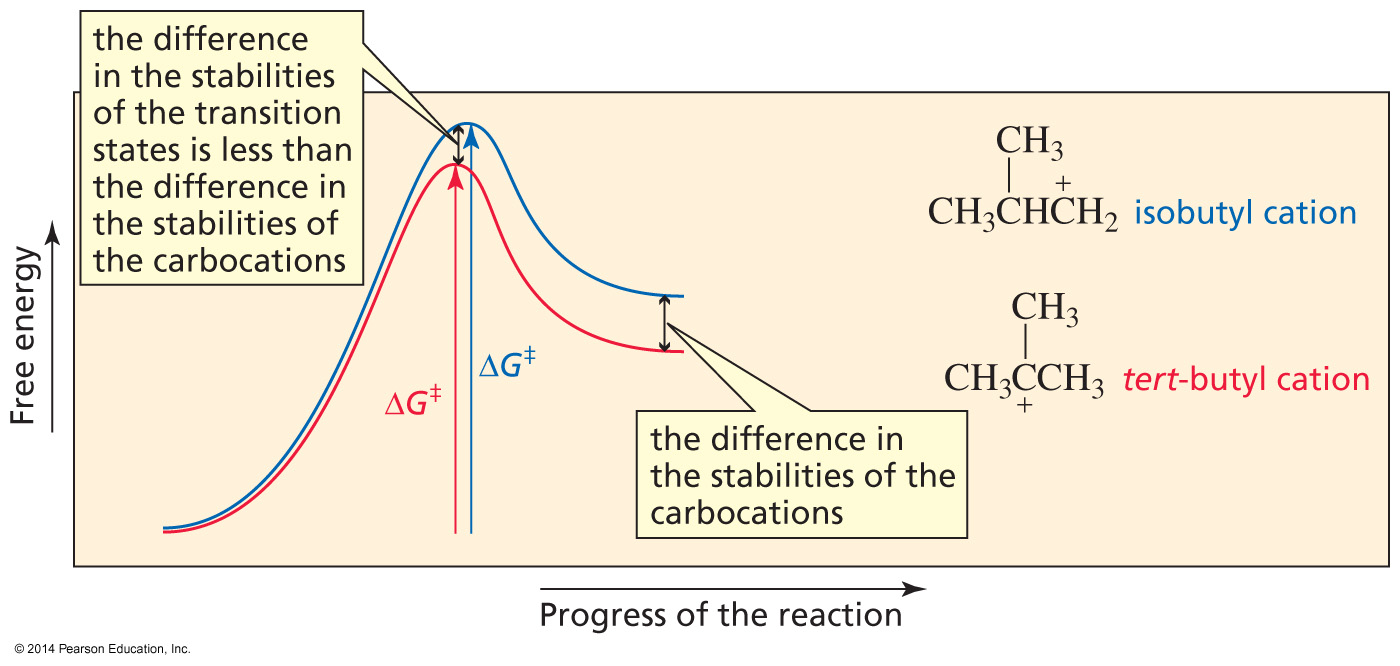 the difference
in the stabilities
of the transition
states is less than
the difference in
the stabilities of
the carbocations
CH3
+
CH3CHCH2 isobutyl cation
CH3
CH3CCH3 tert-butyl cation
+
ΔG‡
ΔG‡
the difference in
the stabilities of the
carbocations
Free energy
Progress of the reaction
© 2014 Pearson Education, Inc.